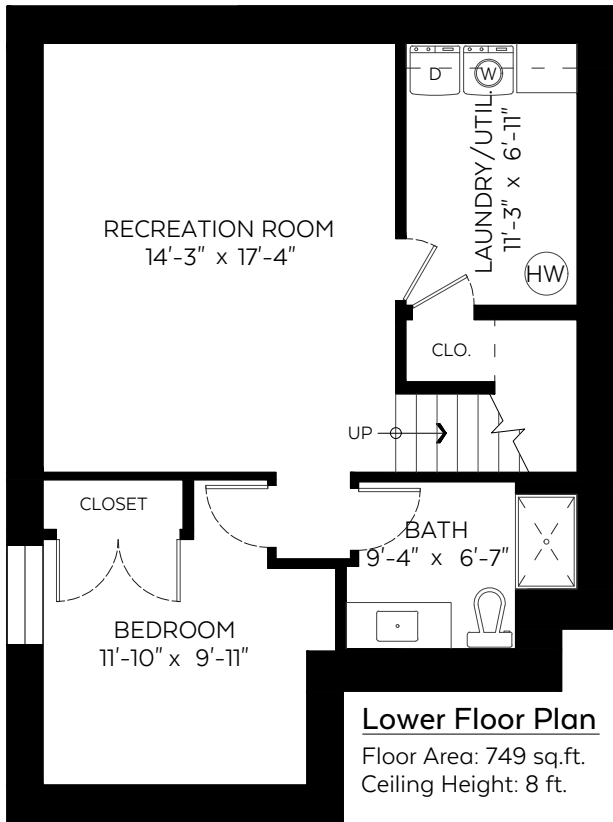 D
W
LAUNDRY/UTIL
11'-3" x 6'-11"
HW
RECREATION ROOM
14'-3" x 17'-4"
CLO.
UP
CLOSET
BATH
9'-4" x 6'-7"
BEDROOM
11'-10" x 9'-11"
Lower Floor Plan
Floor Area: 749 sq.ft.
Ceiling Height: 8 ft.